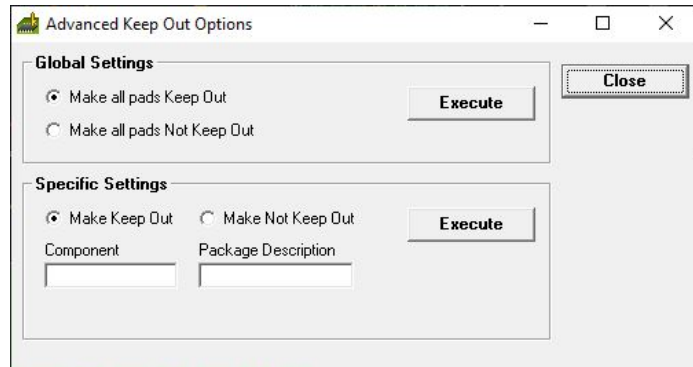 Advanced Keep Out Options
Global Settings
Make all pads Keep Out
Make all pads Not Keep Out
Execute
Close
Specific Settings
Make Keep Out Make Not Keep Out
Execute
Component Package Description